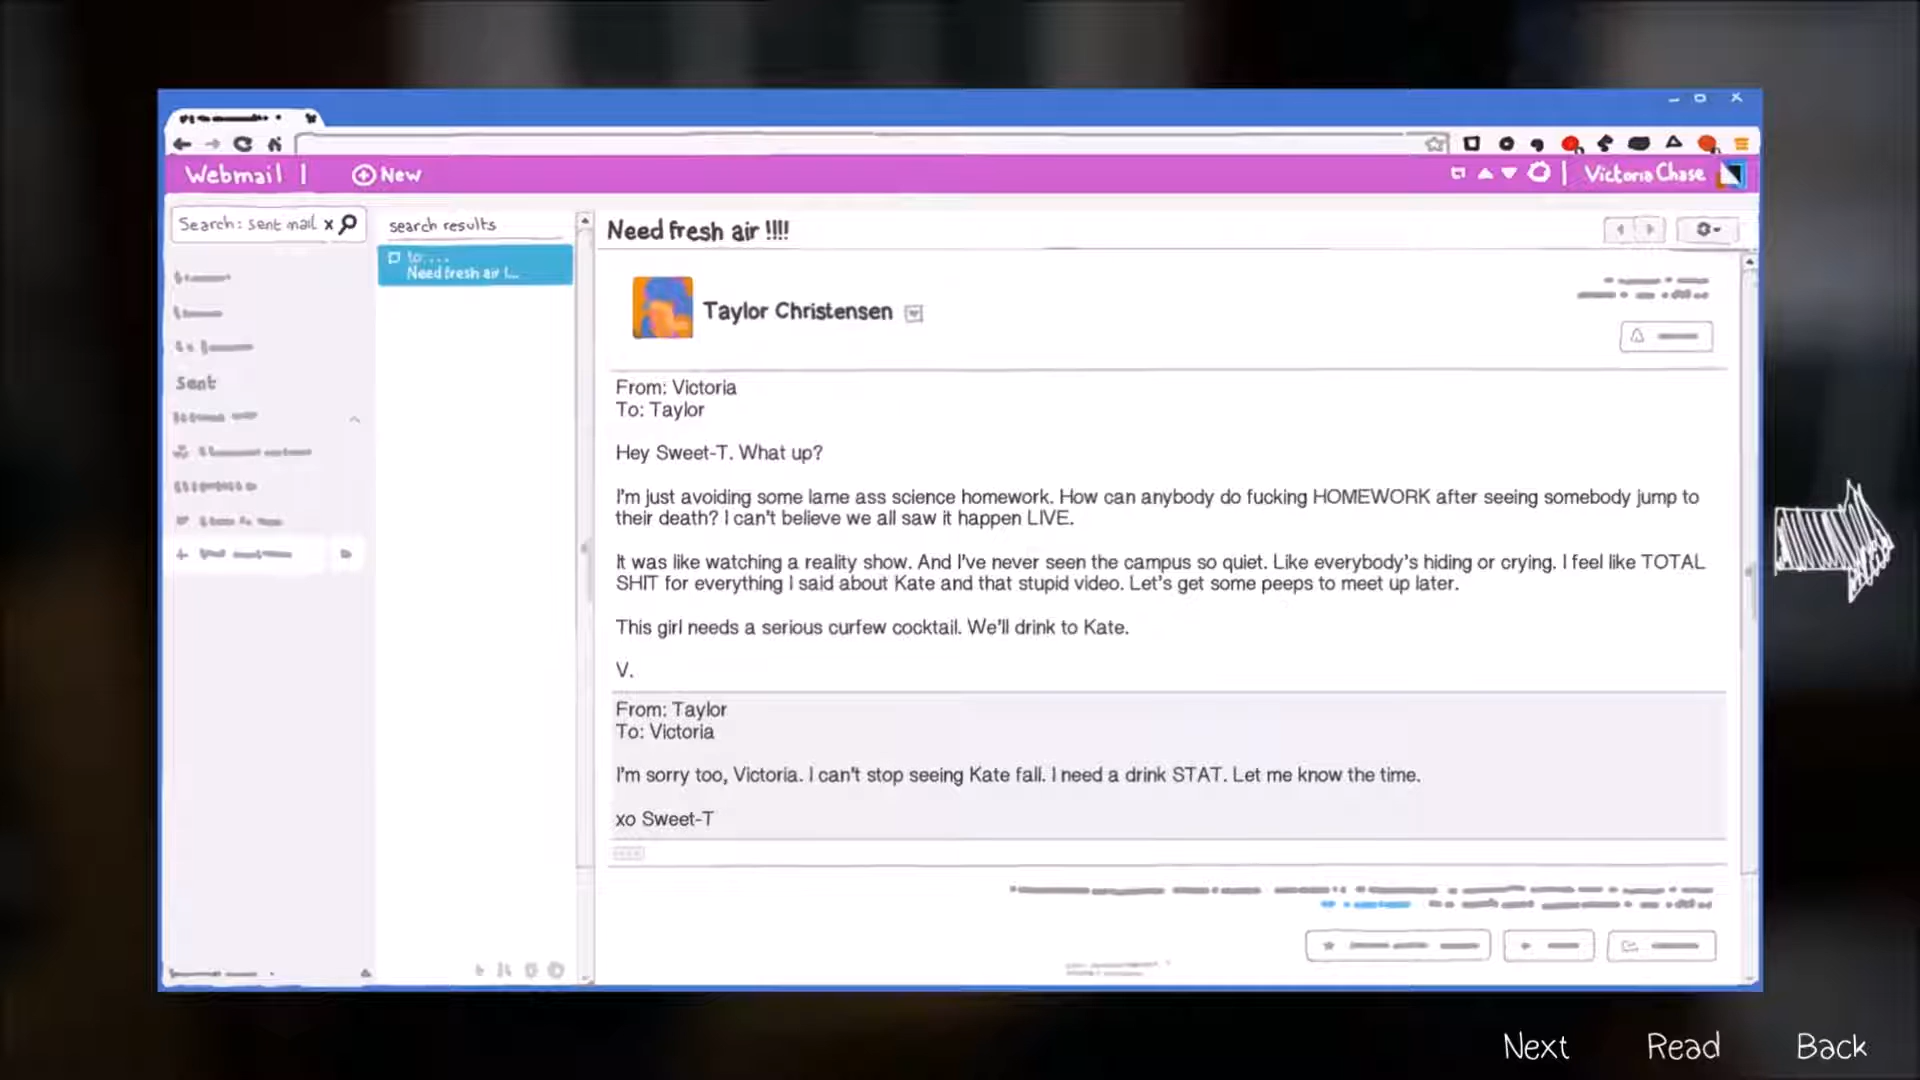 Webmail | New
Victoria Chase
Search: sent mail x
search results
Need fresh air !!!!
to....
Need fresh air !...
Taylor Christensen
Sent
From: Victoria
To: Taylor
Hey Sweet-T. What up?
I'm just avoiding some lame ass science homework. How can anybody do fucking HOMEWORK after seeing somebody jump to
their death? I can't believe we all saw it happen LIVE.
It was like watching a reality show. And I've never seen the campus so quiet. Like everybody's hiding or crying. I feel like TOTAL
SHIT for everything I said about Kate and that stupid video. Let's get some peeps to meet up later.
This girl needs a serious curfew cocktail. We'll drink to Kate.
V.
From: Taylor
To: Victoria
I'm sorry too, Victoria. I can't stop seeing Kate fall. I need a drink STAT. Let me know the time.
xo Sweet-T
Next Read Back